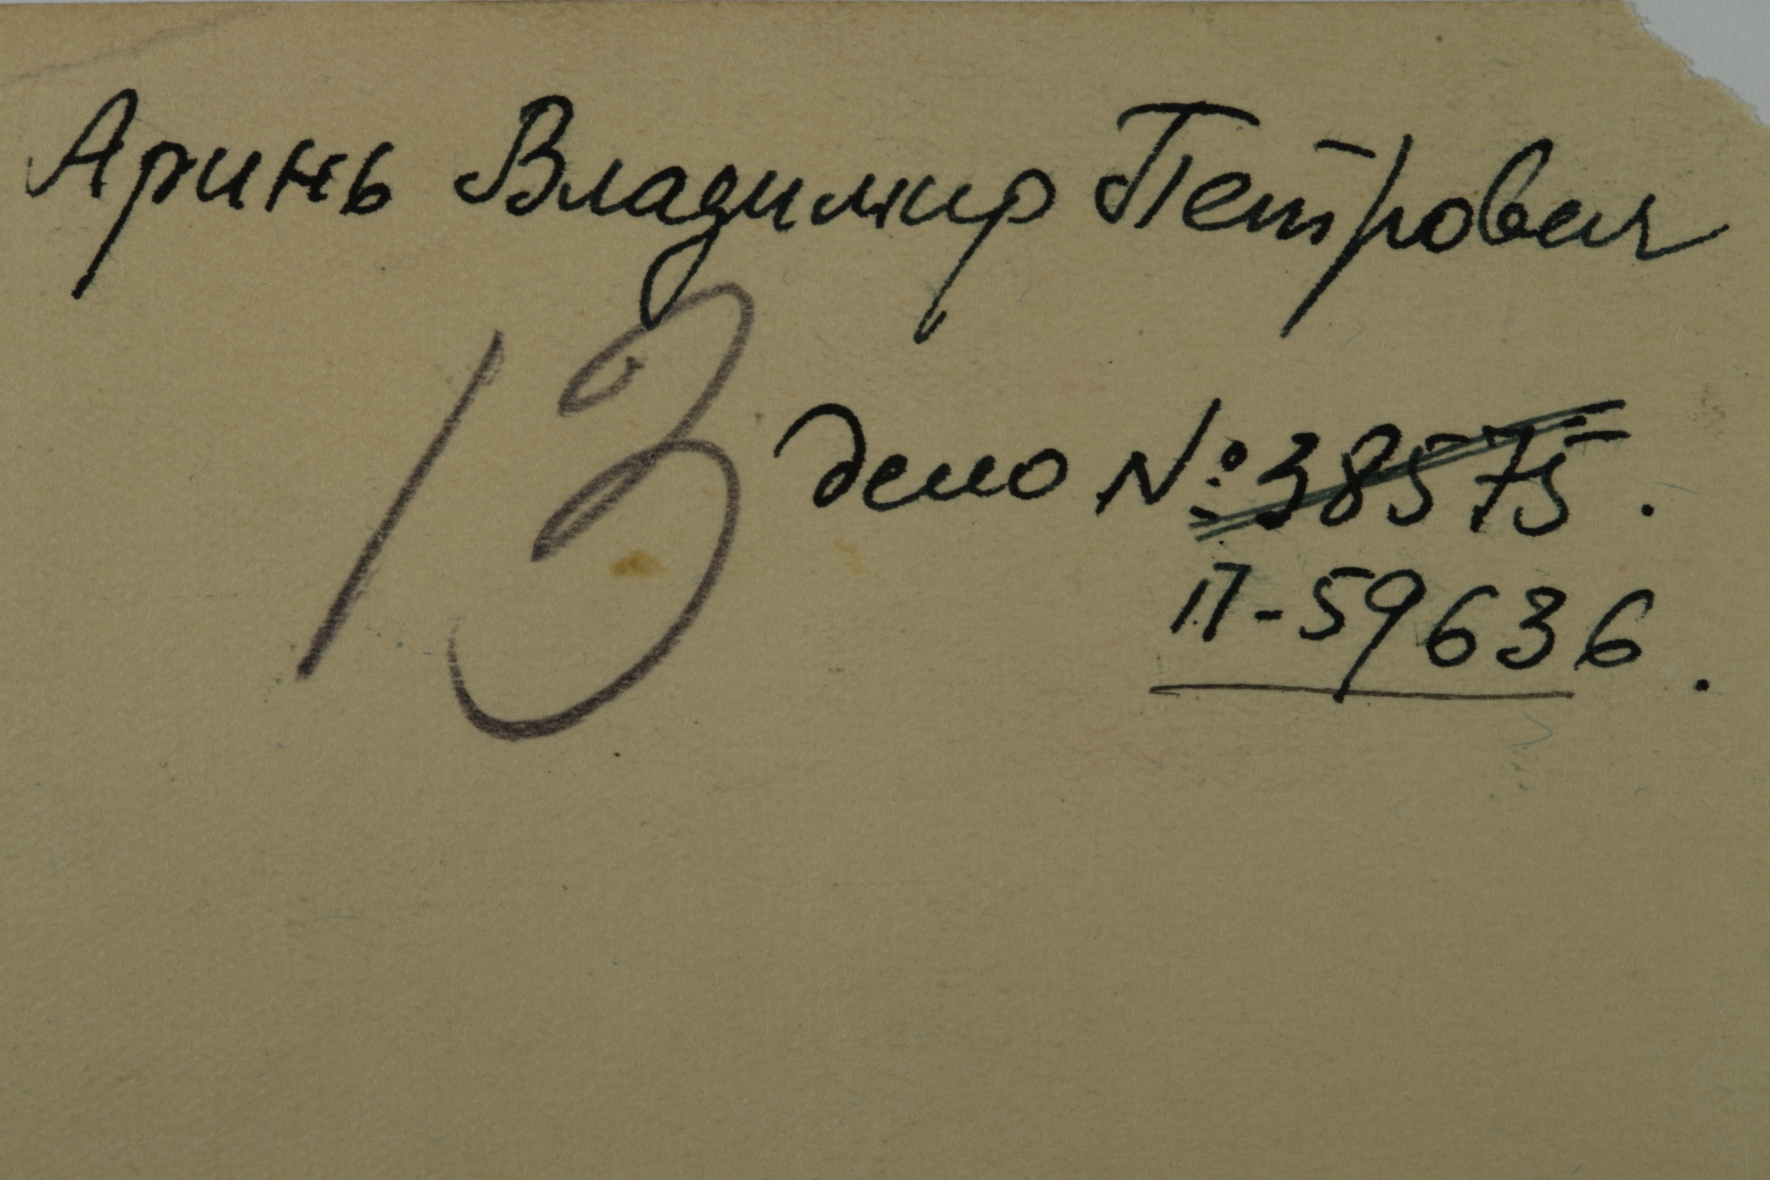 Аринь Владимир Петрович
13
дело №: 38575.
П-59636.